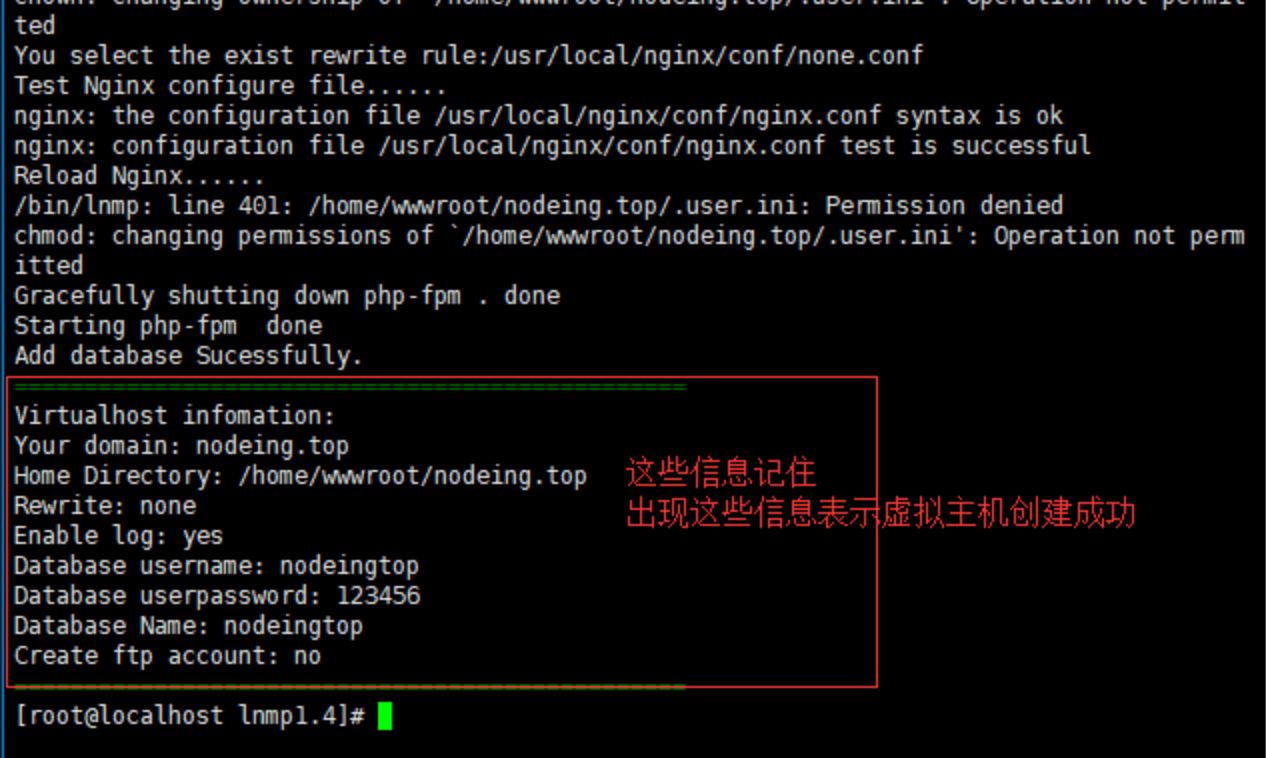 chown: changing ownership of `/home/wwwroot/nodeing.top/.user.ini': Operation not permit
ted
You select the exist rewrite rule:/usr/local/nginx/conf/none.conf
Test Nginx configure file......
nginx: the configuration file /usr/local/nginx/conf/nginx.conf syntax is ok
nginx: configuration file /usr/local/nginx/conf/nginx.conf test is successful
Reload Nginx......
/bin/lnmp: line 401: /home/wwwroot/nodeing.top/.user.ini: Permission denied
chmod: changing permissions of `/home/wwwroot/nodeing.top/.user.ini': Operation not perm
itted
Gracefully shutting down php-fpm . done
Starting php-fpm  done
Add database Sucessfully.
================================================
Virtualhost infomation:
Your domain: nodeing.top
Home Directory: /home/wwwroot/nodeing.top
这些信息记住
Rewrite: none
出现这些信息表示虚拟主机创建成功
Enable log: yes
Database username: nodeingtop
Database userpassword: 123456
Database Name: nodeingtop
Create ftp account: no
================================================
[root@localhost lnmp1.4]#